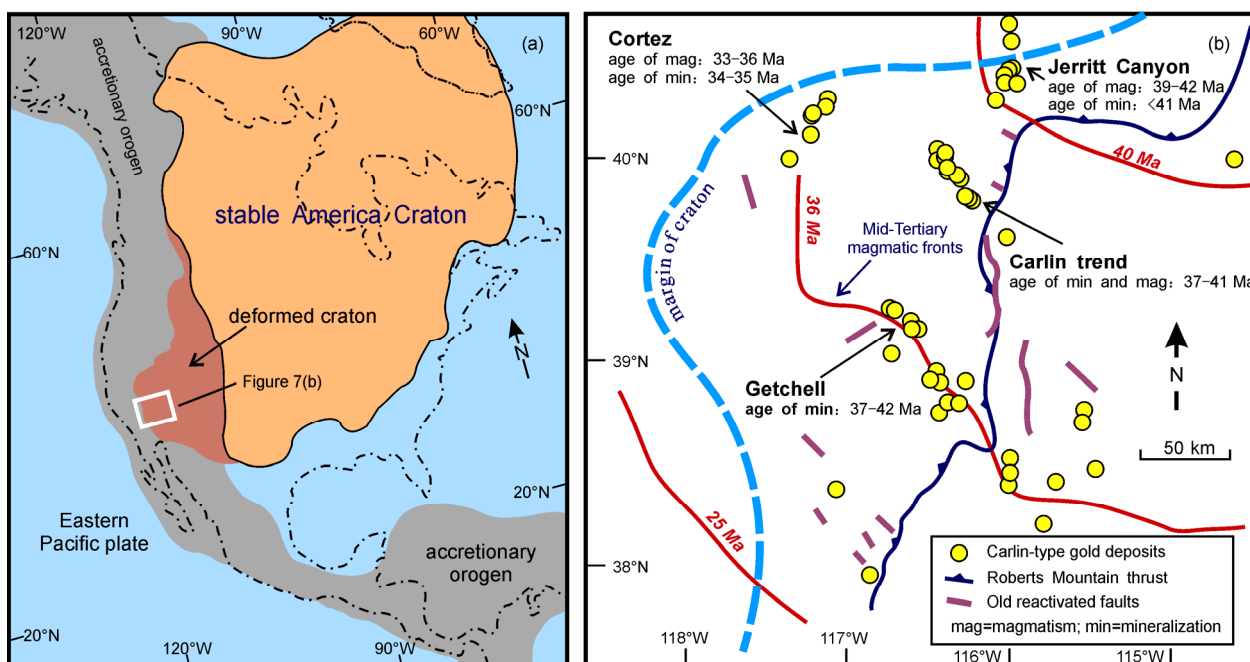 120°W
90°W
60°W
(a)
accretionary orogen
60°N
stable America Craton
60°N
deformed craton
Figure 7(b)
N
20°N
Eastern
Pacific plate
accretionary
orogen
20°N
120°W
90°W
(b)
Cortez
age of mag: 33-36 Ma
age of min: 34-35 Ma
Jerritt Canyon
age of mag: 39-42 Ma
age of min: <41 Ma
40°N
40 Ma
margin of craton
36 Ma
Mid-Tertiary
magmatic fronts
Carlin trend
age of min and mag: 37-41 Ma
39°N
Getchell
age of min: 37-42 Ma
N
50 km
25 Ma
38°N
Carlin-type gold deposits
Roberts Mountain thrust
Old reactivated faults
mag=magmatism; min=mineralization
118°W
117°W
116°W
115°W